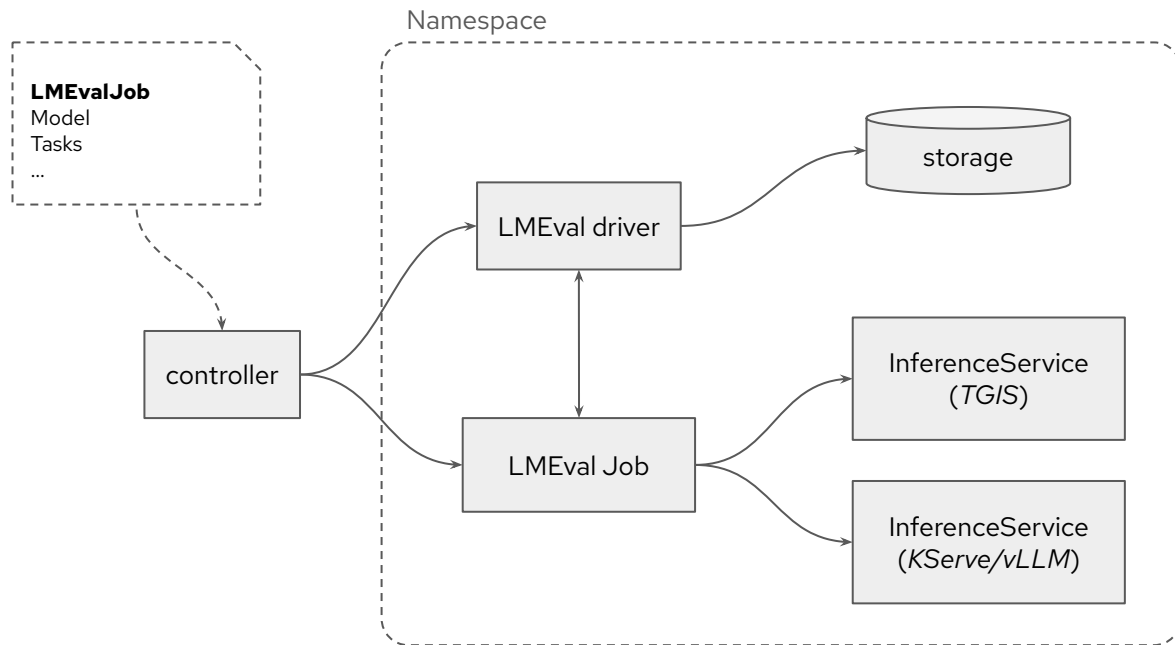 Namespace
LMEvalJob
Model
Tasks
...
storage
LMEval driver
controller
InferenceService
(TGIS)
LMEval Job
InferenceService
(KServe/vLLM)